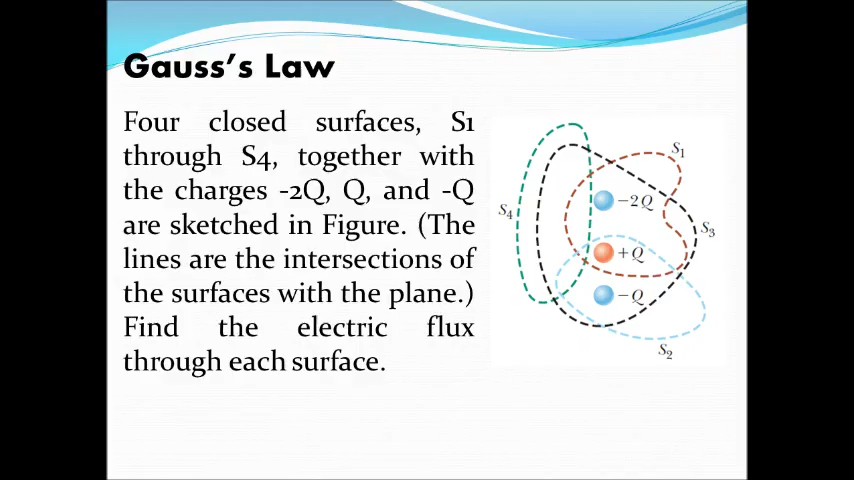 Gauss's Law
Four closed surfaces, S1
through S4, together with
the charges -2Q, Q, and -Q
are sketched in Figure. (The
lines are the intersections of
the surfaces with the plane.)
Find the electric flux
through each surface.
S1
−2Q
S4
S3
+Q
−Q
S2